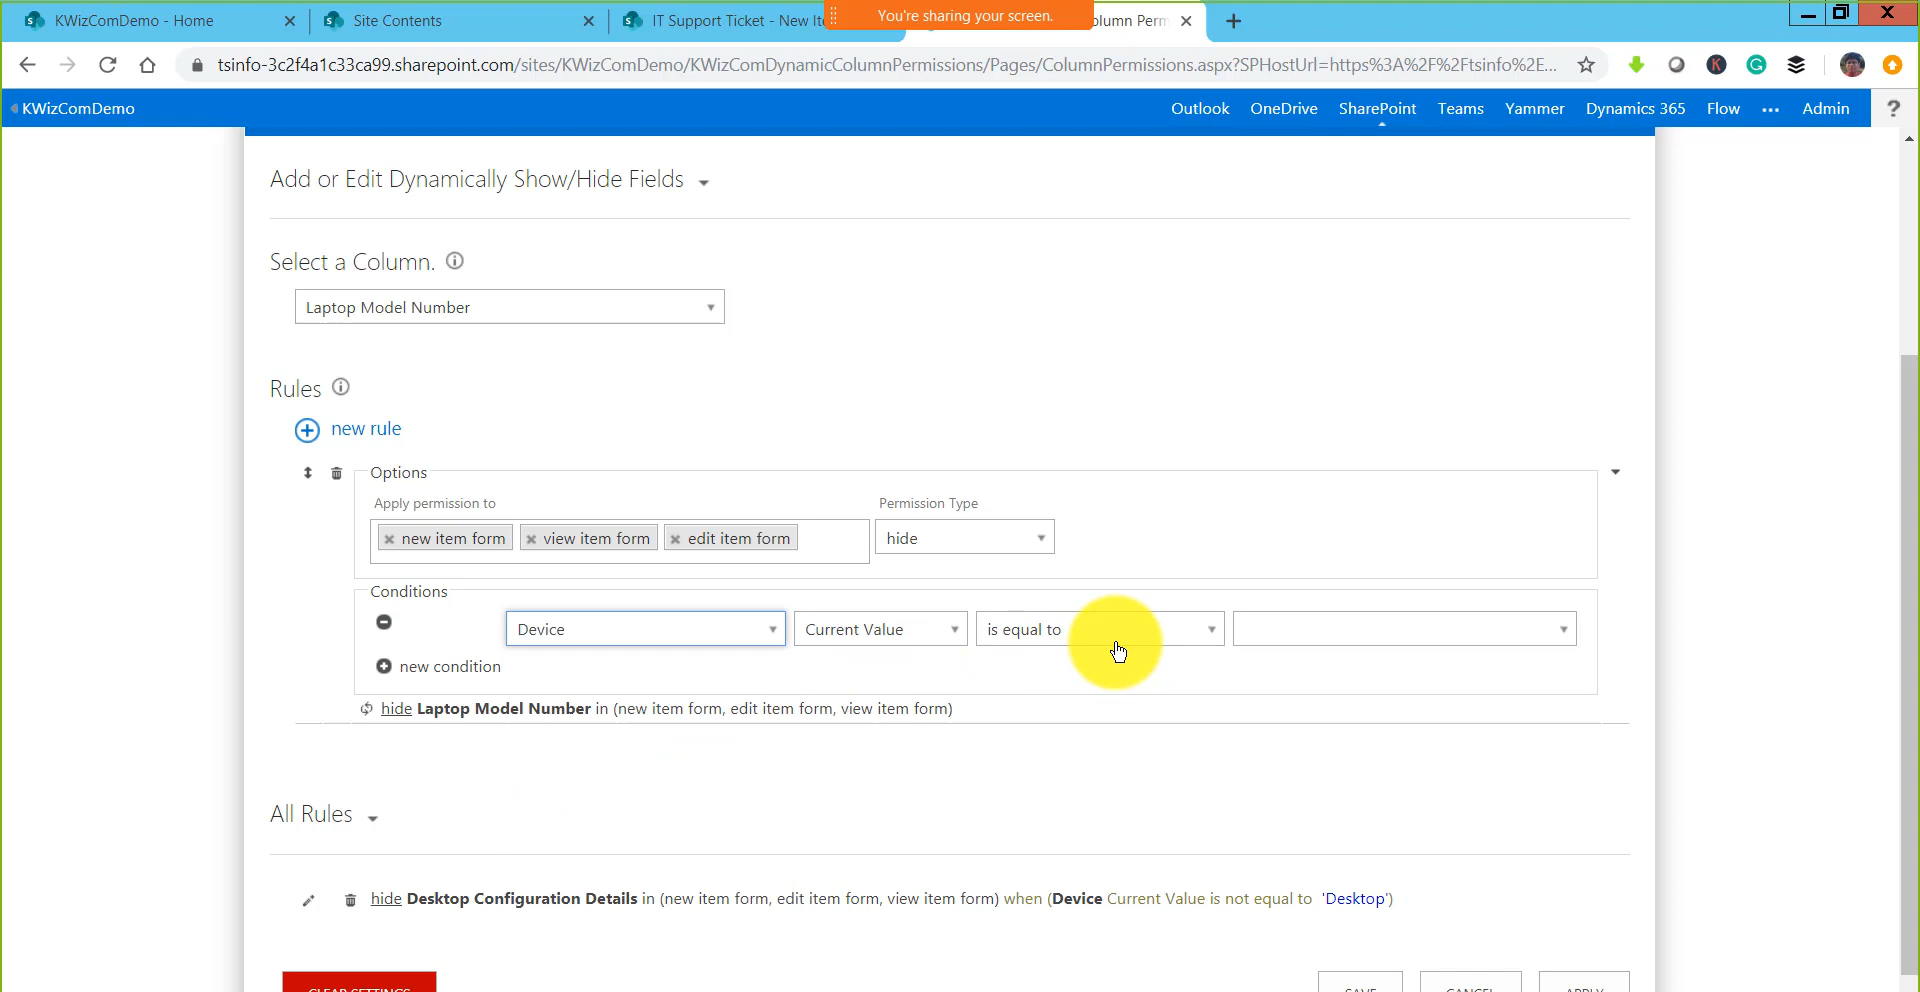 KWizComDemo - Home
Site Contents
IT Support Ticket - New Ite
You're sharing your screen.
olumn Perm
tsinfo-3c2f4a1c33ca99.sharepoint.com/sites/KWizComDemo/KWizComDynamicColumnPermissions/Pages/ColumnPermissions.aspx?SPHostUrl=https%3A%2F%2Ftsinfo%2E...
KWizComDemo
Outlook OneDrive SharePoint Teams Yammer Dynamics 365 Flow ... Admin ?
Add or Edit Dynamically Show/Hide Fields
Select a Column.
Laptop Model Number
Rules
new rule
Options
Apply permission to Permission Type
new item form view item form edit item form hide
Conditions
Device Current Value is equal to
new condition
hide Laptop Model Number in (new item form, edit item form, view item form)
All Rules
hide Desktop Configuration Details in (new item form, edit item form, view item form) when (Device Current Value is not equal to 'Desktop')
CLEAR SETTINGS SAVE CANCEL APPLY